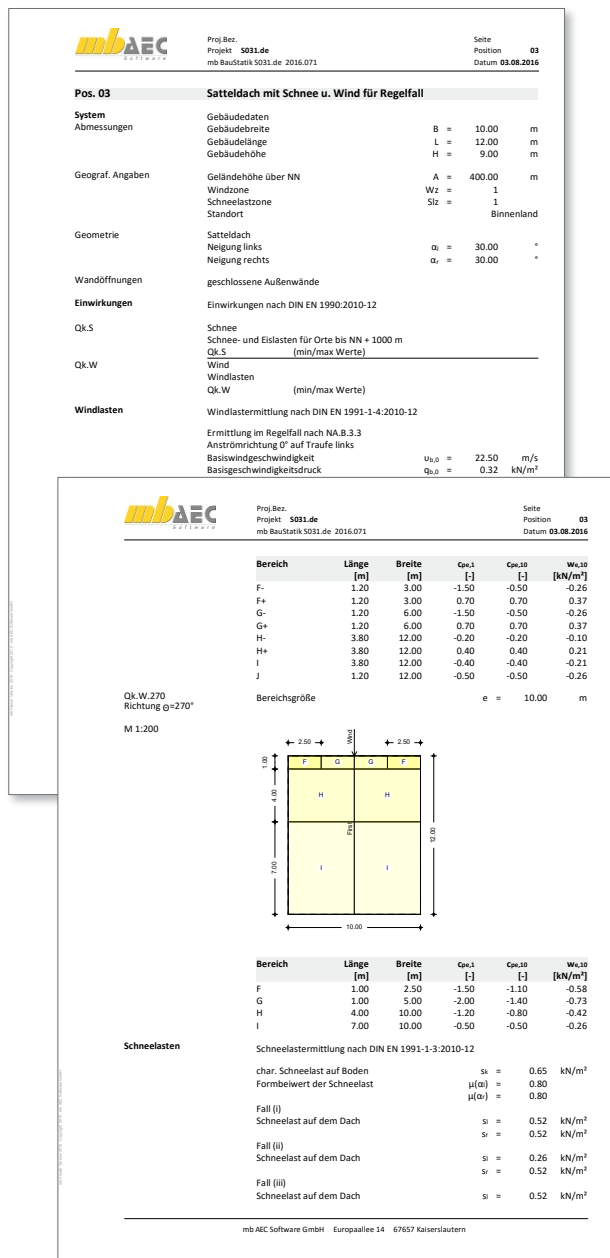 mbAEC Software
Proj.Bez. Seite
Projekt S031.de Position 03
mb BauStatik S031.de 2016.071 Datum 03.08.2016
Pos. 03 Satteldach mit Schnee u. Wind für Regelfall
System Gebäudedaten
Abmessungen Gebäudebreite B = 10.00 m
Gebäudelänge L = 12.00 m
Gebäudehöhe H = 9.00 m
Geograf. Angaben Geländehöhe über NN A = 400.00 m
Windzone Wz = 1
Schneelastzone Slz = 1
Standort Binnenland
Geometrie Satteldach
Neigung links αl = 30.00 °
Neigung rechts αr = 30.00 °
Wandöffnungen geschlossene Außenwände
Einwirkungen Einwirkungen nach DIN EN 1990:2010-12
Qk.S Schnee
Schnee- und Eislasten für Orte bis NN + 1000 m
Qk.S (min/max Werte)
Qk.W Wind
Windlasten
Qk.W (min/max Werte)
Windlasten Windlastermittlung nach DIN EN 1991-1-4:2010-12
Ermittlung im Regelfall nach NA.B.3.3
Anströmrichtung 0° auf Traufe links
Basiswindgeschwindigkeit υb,0 = 22.50 m/s
Basisgeschwindigkeitsdruck qb,0 = 0.32 kN/m²
mbAEC Software
Proj.Bez. Seite
Projekt S031.de Position 03
mb BauStatik S031.de 2016.071 Datum 03.08.2016
Bereich Länge Breite cpe,1 cpe,10 we,10
[m] [m] [-] [-] [kN/m²]
F- 1.20 3.00 -1.50 -0.50 -0.26
F+ 1.20 3.00 0.70 0.70 0.37
G- 1.20 6.00 -1.50 -0.50 -0.26
G+ 1.20 6.00 0.70 0.70 0.37
H- 3.80 12.00 -0.20 -0.20 -0.10
H+ 3.80 12.00 0.40 0.40 0.21
I 3.80 12.00 -0.40 -0.40 -0.21
J 1.20 12.00 -0.50 -0.50 -0.26
Qk.W.270 Bereichsgröße e = 10.00 m
Richtung Θ=270°
M 1:200
Wind
2.50 2.50
1.00 F G G F
4.00 H H
First
12.00
7.00 I I
10.00
Bereich Länge Breite cpe,1 cpe,10 we,10
[m] [m] [-] [-] [kN/m²]
F 1.00 2.50 -1.50 -1.10 -0.58
G 1.00 5.00 -2.00 -1.40 -0.73
H 4.00 10.00 -1.20 -0.80 -0.42
I 7.00 10.00 -0.50 -0.50 -0.26
Schneelasten Schneelastermittlung nach DIN EN 1991-1-3:2010-12
char. Schneelast auf Boden sk = 0.65 kN/m²
Formbeiwert der Schneelast μ(αl) = 0.80
μ(αr) = 0.80
Fall (i)
Schneelast auf dem Dach sl = 0.52 kN/m²
sr = 0.52 kN/m²
Fall (ii)
Schneelast auf dem Dach sl = 0.26 kN/m²
sr = 0.52 kN/m²
Fall (iii)
Schneelast auf dem Dach sl = 0.52 kN/m²
mb AEC Software GmbH Europaallee 14 67657 Kaiserslautern